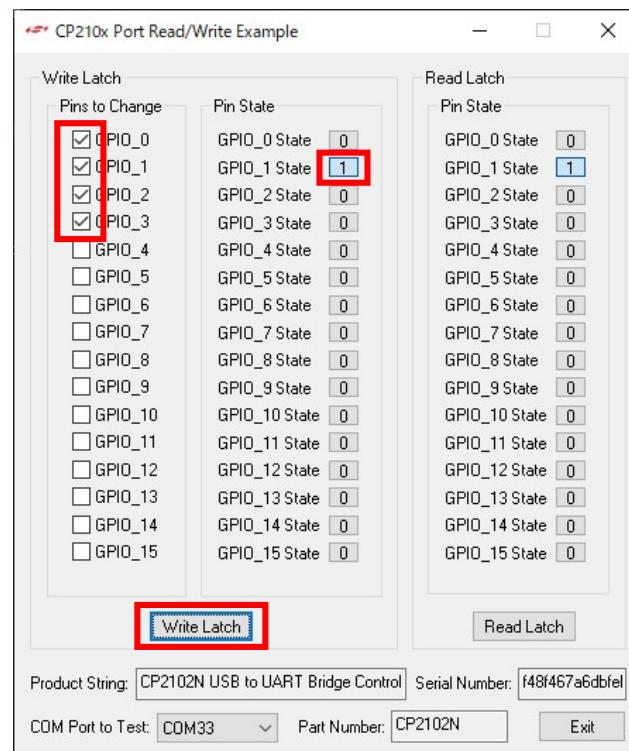 CP210x Port Read/Write Example
Write Latch
Read Latch
Pins to Change
Pin State
Pin State
GPIO_0 GPIO_0 State 0 GPIO_0 State 0
GPIO_1 GPIO_1 State 1 GPIO_1 State 1
GPIO_2 GPIO_2 State 0 GPIO_2 State 0
GPIO_3 GPIO_3 State 0 GPIO_3 State 0
GPIO_4 GPIO_4 State 0 GPIO_4 State 0
GPIO_5 GPIO_5 State 0 GPIO_5 State 0
GPIO_6 GPIO_6 State 0 GPIO_6 State 0
GPIO_7 GPIO_7 State 0 GPIO_7 State 0
GPIO_8 GPIO_8 State 0 GPIO_8 State 0
GPIO_9 GPIO_9 State 0 GPIO_9 State 0
GPIO_10 GPIO_10 State 0 GPIO_10 State 0
GPIO_11 GPIO_11 State 0 GPIO_11 State 0
GPIO_12 GPIO_12 State 0 GPIO_12 State 0
GPIO_13 GPIO_13 State 0 GPIO_13 State 0
GPIO_14 GPIO_14 State 0 GPIO_14 State 0
GPIO_15 GPIO_15 State 0 GPIO_15 State 0
Write Latch Read Latch
Product String: CP2102N USB to UART Bridge Control Serial Number: f48f467a6dbfel
COM Port to Test: COM33 Part Number: CP2102N Exit